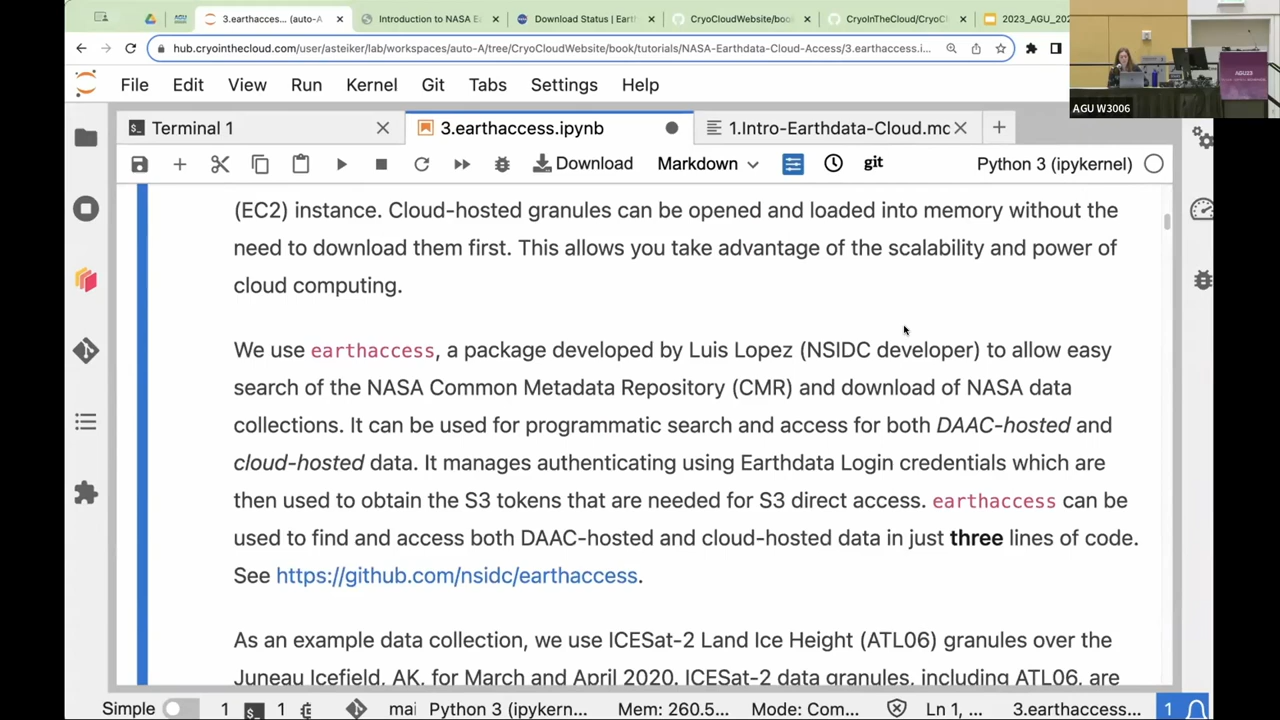 3.earthaccess... (auto-A
Introduction to NASA E
Download Status | Eart
CryoCloudWebsite/boo
CryoInTheCloud/CryoC
2023_AGU_202
hub.cryointhecloud.com/user/asteiker/lab/workspaces/auto-A/tree/CryoCloudWebsite/book/tutorials/NASA-Earthdata-Cloud-Access/3.earthaccess.i...
AGU23
AGU W3006
File Edit View Run Kernel Git Tabs Settings Help
Terminal 1
3.earthaccess.ipynb
1.Intro-Earthdata-Cloud.mc
Download Markdown git Python 3 (ipykernel)
(EC2) instance. Cloud-hosted granules can be opened and loaded into memory without the
need to download them first. This allows you take advantage of the scalability and power of
cloud computing.
We use earthaccess, a package developed by Luis Lopez (NSIDC developer) to allow easy
search of the NASA Common Metadata Repository (CMR) and download of NASA data
collections. It can be used for programmatic search and access for both DAAC-hosted and
cloud-hosted data. It manages authenticating using Earthdata Login credentials which are
then used to obtain the S3 tokens that are needed for S3 direct access. earthaccess can be
used to find and access both DAAC-hosted and cloud-hosted data in just three lines of code.
See https://github.com/nsidc/earthaccess.
As an example data collection, we use ICESat-2 Land Ice Height (ATL06) granules over the
Juneau Icefield, AK, for March and April 2020. ICESat-2 data granules, including ATL06, are
Simple 1 1 mai Python 3 (ipykern... Mem: 260.5... Mode: Com... Ln 1, ... 3.earthaccess... 1